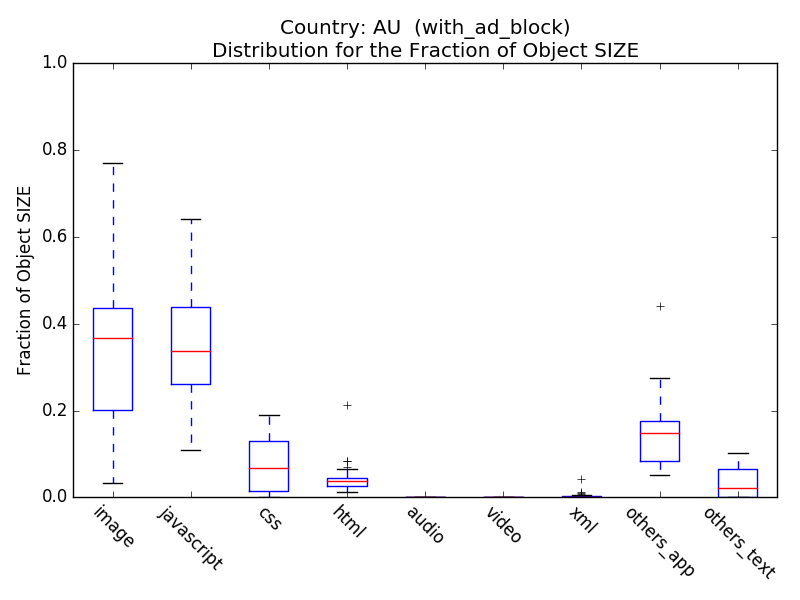 Country: AU (with_ad_block)
Distribution for the Fraction of Object SIZE
1.0
0.8
0.6
0.4
0.2
0.0
Fraction of Object SIZE
image
javascript
css
html
audio
video
xml
others_app
others_text